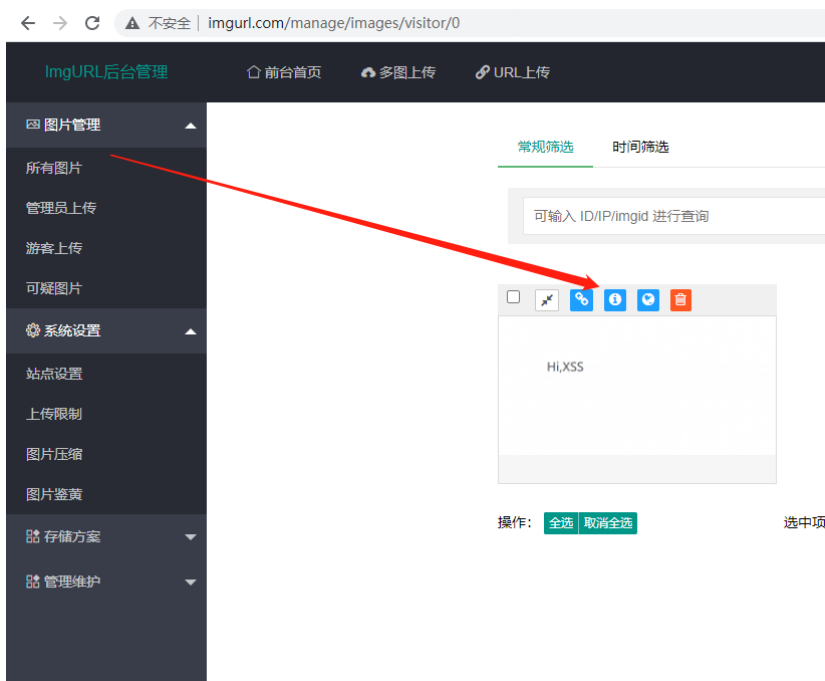 不安全 | imgurl.com/manage/images/visitor/0
ImgURL后台管理 前台首页 多图上传 URL上传
图片管理
所有图片
管理员上传
游客上传
可疑图片
系统设置
站点设置
上传限制
图片压缩
图片鉴黄
存储方案
管理维护
常规筛选 时间筛选
可输入 ID/IP/imgid 进行查询
Hi,XSS
操作: 全选 取消全选 选中项